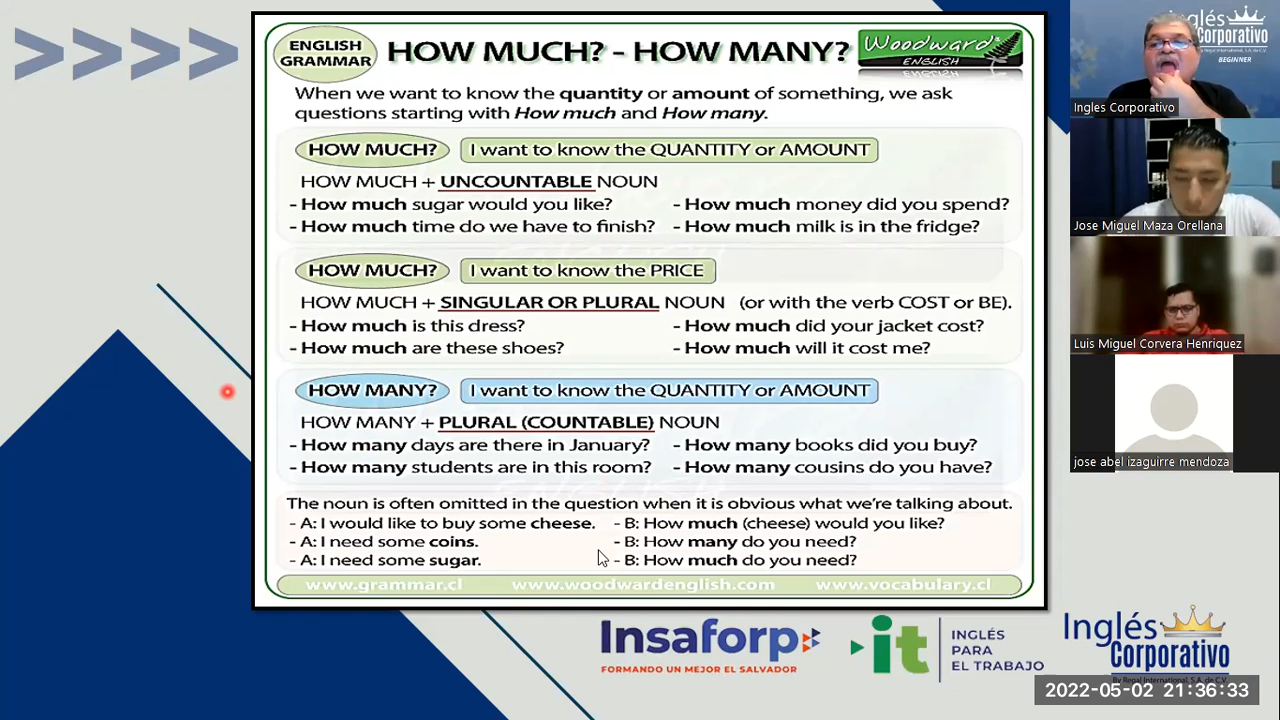 ENGLISH
GRAMMAR
HOW MUCH? - HOW MANY?
Woodward
ENGLISH
When we want to know the quantity or amount of something, we ask
questions starting with How much and How many.
HOW MUCH? I want to know the QUANTITY or AMOUNT
HOW MUCH + UNCOUNTABLE NOUN
- How much sugar would you like? - How much money did you spend?
- How much time do we have to finish? - How much milk is in the fridge?
HOW MUCH? I want to know the PRICE
HOW MUCH + SINGULAR OR PLURAL NOUN (or with the verb COST or BE).
- How much is this dress? - How much did your jacket cost?
- How much are these shoes? - How much will it cost me?
HOW MANY? I want to know the QUANTITY or AMOUNT
HOW MANY + PLURAL (COUNTABLE) NOUN
- How many days are there in January? - How many books did you buy?
- How many students are in this room? - How many cousins do you have?
The noun is often omitted in the question when it is obvious what we're talking about.
- A: I would like to buy some cheese. - B: How much (cheese) would you like?
- A: I need some coins. - B: How many do you need?
- A: I need some sugar. - B: How much do you need?
www.grammar.cl www.woodwardenglish.com www.vocabulary.cl
Insaforp
FORMANDO UN MEJOR EL SALVADOR
it
INGLÉS
PARA
EL TRABAJO
Inglés
Corporativo
By Regal International, S.A. de C.V.
2022-05-02 21:36:33
Inglés
Corporativo
BEGINNER
Ingles Corporativo
Jose Miguel Maza Orellana
Luis Miguel Corvera Henriquez
jose abel izaguirre mendoza